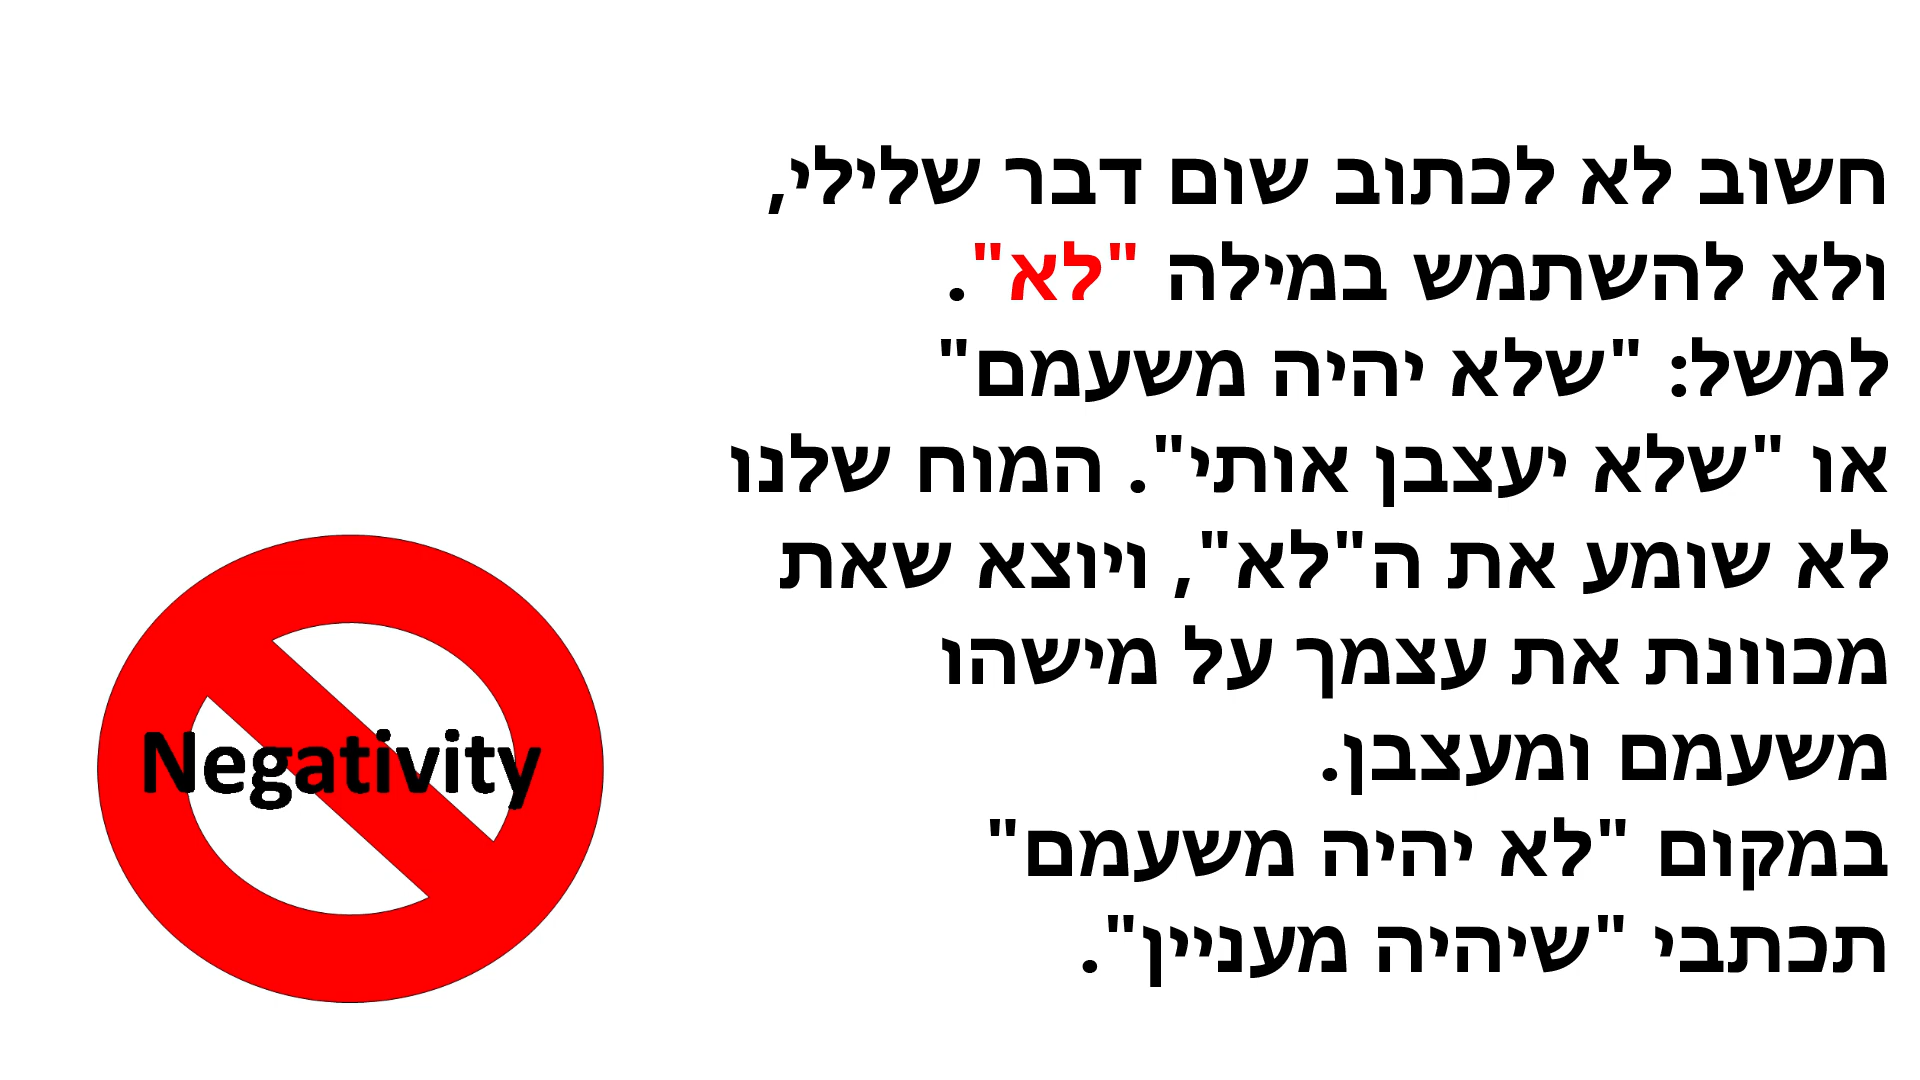 חשוב לא לכתוב שום דבר שלילי,
ולא להשתמש במילה "לא".
למשל: "שלא יהיה משעמם"
או "שלא יעצבן אותי". המוח שלנו
לא שומע את ה"לא", ויוצא שאת
מכוונת את עצמך על מישהו
משעמם ומעצבן.
במקום "לא יהיה משעמם"
תכתבי "שיהיה מעניין".
Negativity